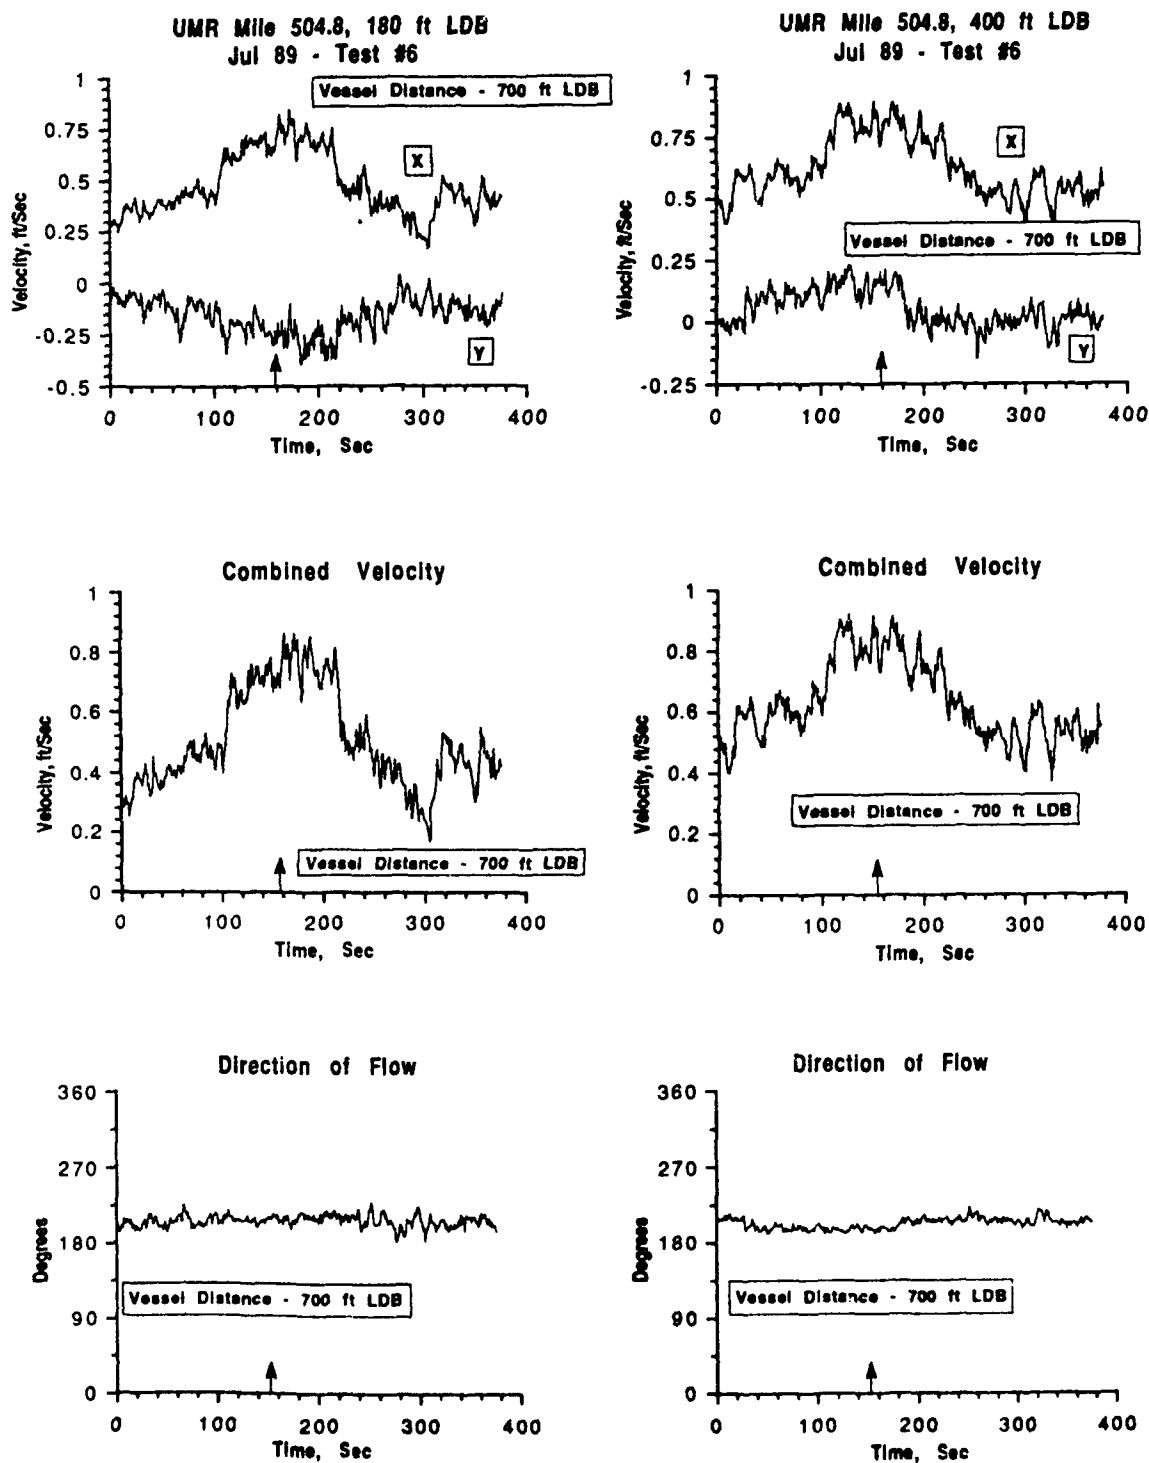 UMR Mile 504.8, 180 ft LDB
Jul 89 - Test #6
Vessel Distance - 700 ft LDB
X
Y
1
0.75
0.5
0.25
0
-0.25
-0.5
Velocity, ft/Sec
0 100 200 300 400
Time, Sec
UMR Mile 504.8, 400 ft LDB
Jul 89 - Test #6
X
Vessel Distance - 700 ft LDB
Y
1
0.75
0.5
0.25
0
-0.25
Velocity, ft/Sec
0 100 200 300 400
Time, Sec
Combined Velocity
1
0.8
0.6
0.4
0.2
0
Velocity, ft/Sec
Vessel Distance - 700 ft LDB
0 100 200 300 400
Time, Sec
Combined Velocity
1
0.8
0.6
0.4
0.2
0
Velocity, ft/Sec
Vessel Distance - 700 ft LDB
0 100 200 300 400
Time, Sec
Direction of Flow
360
270
180
90
0
Degrees
Vessel Distance - 700 ft LDB
0 100 200 300 400
Time, Sec
Direction of Flow
360
270
180
90
0
Degrees
Vessel Distance - 700 ft LDB
0 100 200 300 400
Time, Sec